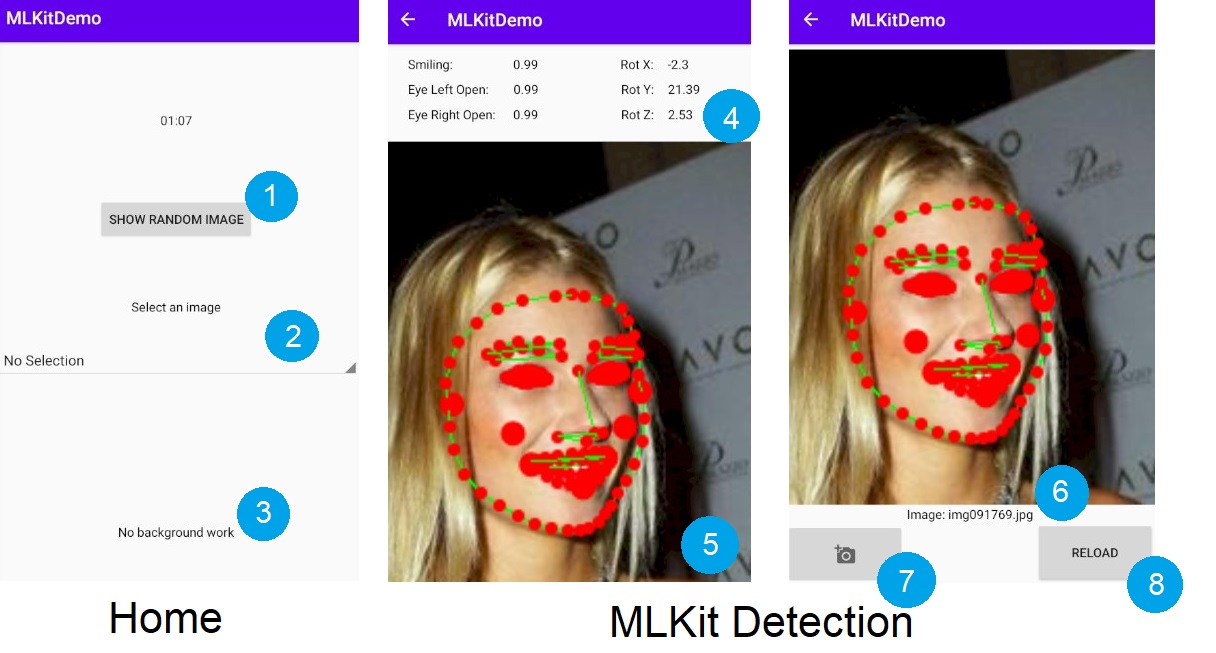 MLKitDemo
01:07
1
SHOW RANDOM IMAGE
Select an image
2
No Selection
3
No background work
Home
MLKitDemo
Smiling: 0.99 Rot X: -2.3
Eye Left Open: 0.99 Rot Y: 21.39
Eye Right Open: 0.99 Rot Z: 2.53
4
5
MLKitDemo
AVO
6
Image: img091769.jpg
7
RELOAD
8
MLKit Detection